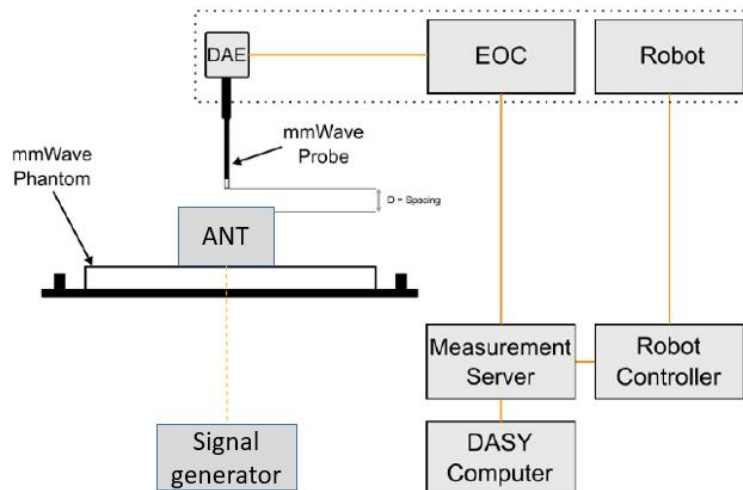 DAE
EOC
Robot
mmWave
Probe
mmWave
Phantom
D = Spacing
ANT
Measurement
Server
Robot
Controller
Signal
generator
DASY
Computer